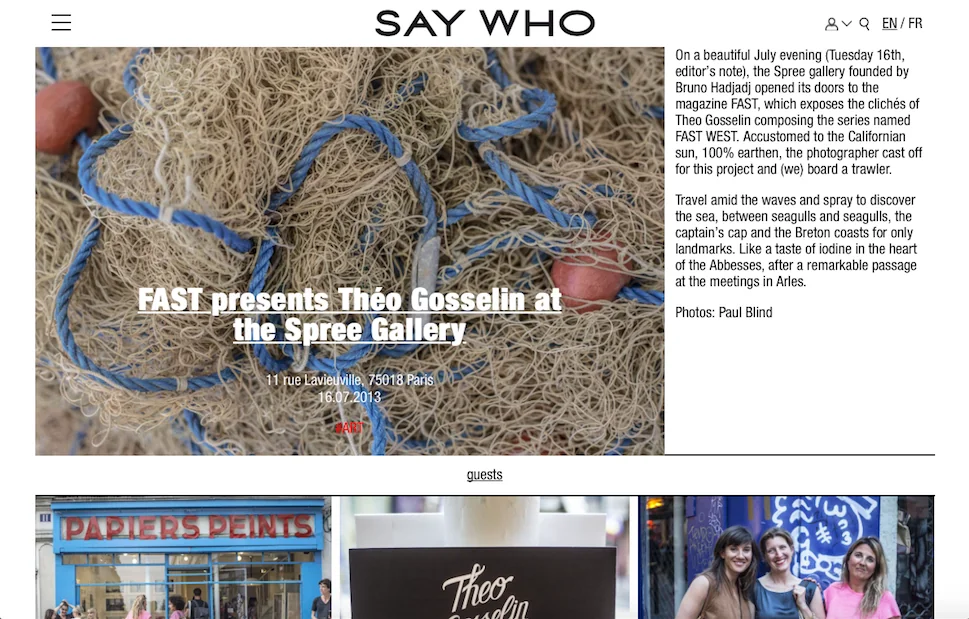 SAY WHO
EN / FR
FAST presents Théo Gosselin at
the Spree Gallery
11 rue Lavieuville, 75018 Paris
16.07.2013
#ART
On a beautiful July evening (Tuesday 16th,
editor's note), the Spree gallery founded by
Bruno Hadjadj opened its doors to the
magazine FAST, which exposes the clichés of
Theo Gosselin composing the series named
FAST WEST. Accustomed to the Californian
sun, 100% earthen, the photographer cast off
for this project and (we) board a trawler.
Travel amid the waves and spray to discover
the sea, between seagulls and seagulls, the
captain's cap and the Breton coasts for only
landmarks. Like a taste of iodine in the heart
of the Abbesses, after a remarkable passage
at the meetings in Arles.
Photos: Paul Blind
guests
PAPIERS PEINTS
Theo
Gosselin